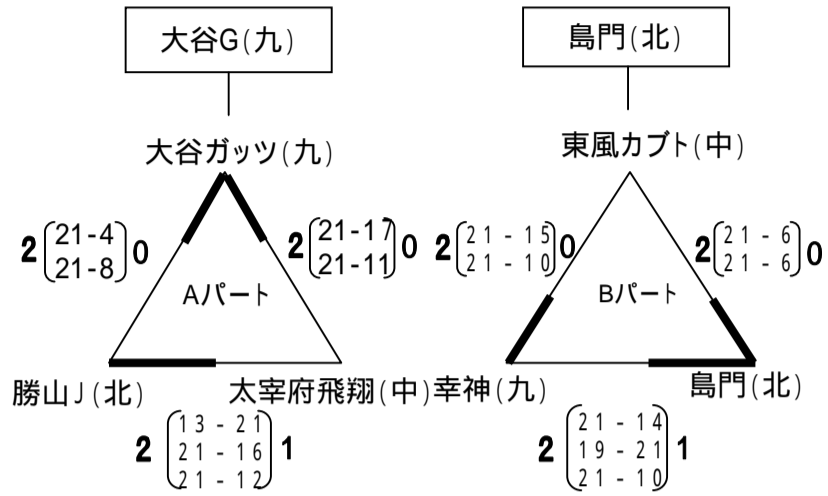 大谷G(九)
島門(北)
大谷ガッツ(九)
東風カブト(中)
2 21-4 0
21-8
2 21-17 0
21-11
2 21-15 0
21-10
2 21-6 0
21-6
Aパート
Bパート
勝山J(北)
太宰府飛翔(中)
幸神(九)
島門(北)
13-21
2 21-16 1
21-12
21-14
2 19-21 1
21-10